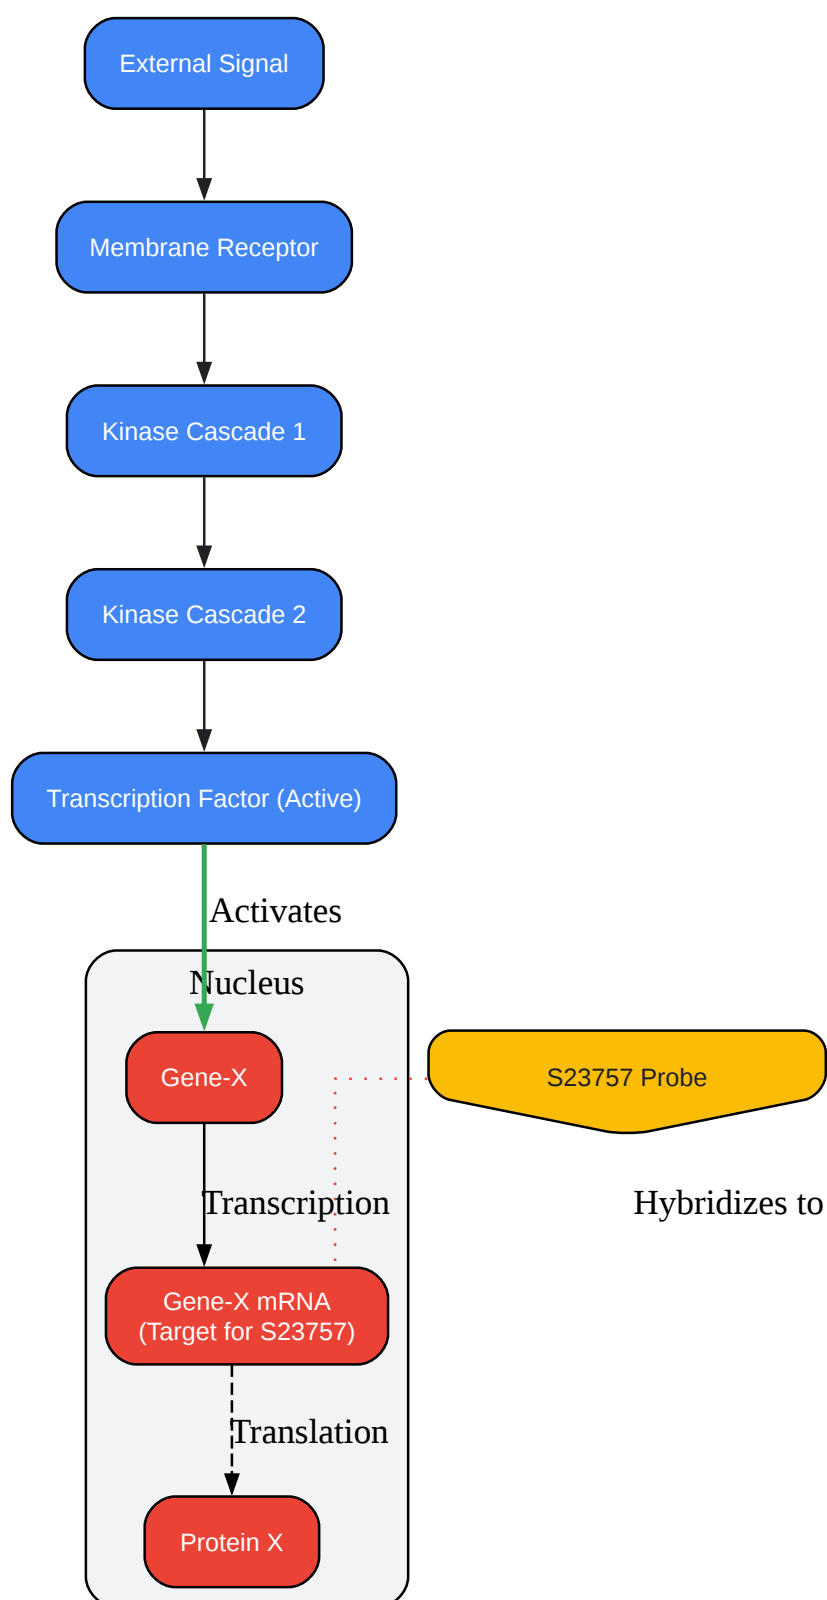 External Signal
Membrane Receptor
Kinase Cascade 1
Kinase Cascade 2
Transcription Factor (Active)
Activates
Nucleus
Gene-X
S23757 Probe
Transcription
Hybridizes to
Gene-X mRNA
(Target for S23757)
Translation
Protein X